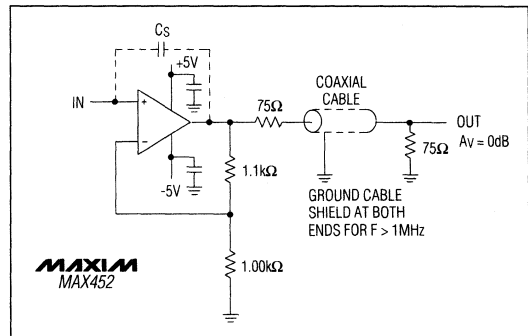 Cs
+5V
IN
+
−
-5V
75Ω
COAXIAL
CABLE
OUT
Av = 0dB
75Ω
1.1kΩ
GROUND CABLE
SHIELD AT BOTH
ENDS FOR F > 1MHz
1.00kΩ
MAXIM
MAX452